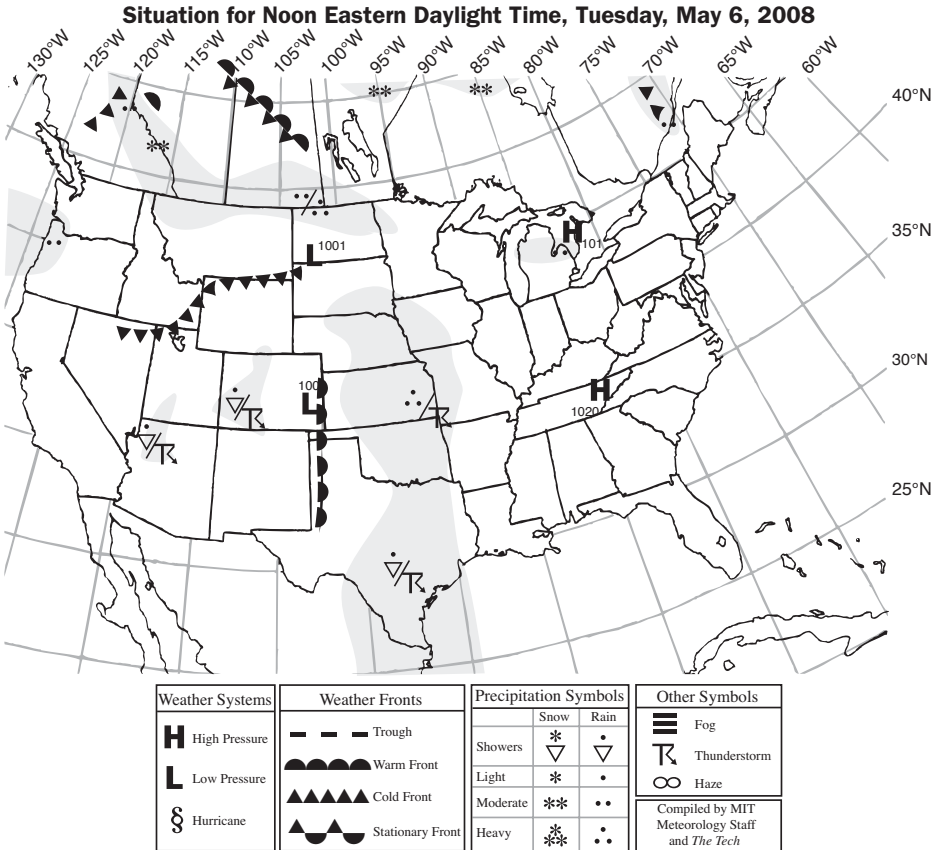 Situation for Noon Eastern Daylight Time, Tuesday, May 6, 2008
130°W 125°W 120°W 115°W 110°W 105°W 100°W 95°W 90°W 85°W 80°W 75°W 70°W 65°W 60°W
40°N
35°N
30°N
25°N
L 1001
H 101
100
L
H
1020
Weather Systems
H High Pressure
L Low Pressure
§ Hurricane
Weather Fronts
Trough
Warm Front
Cold Front
Stationary Front
Precipitation Symbols
Snow Rain
Showers
Light
Moderate
Heavy
Other Symbols
Fog
Thunderstorm
Haze
Compiled by MIT
Meteorology Staff
and The Tech